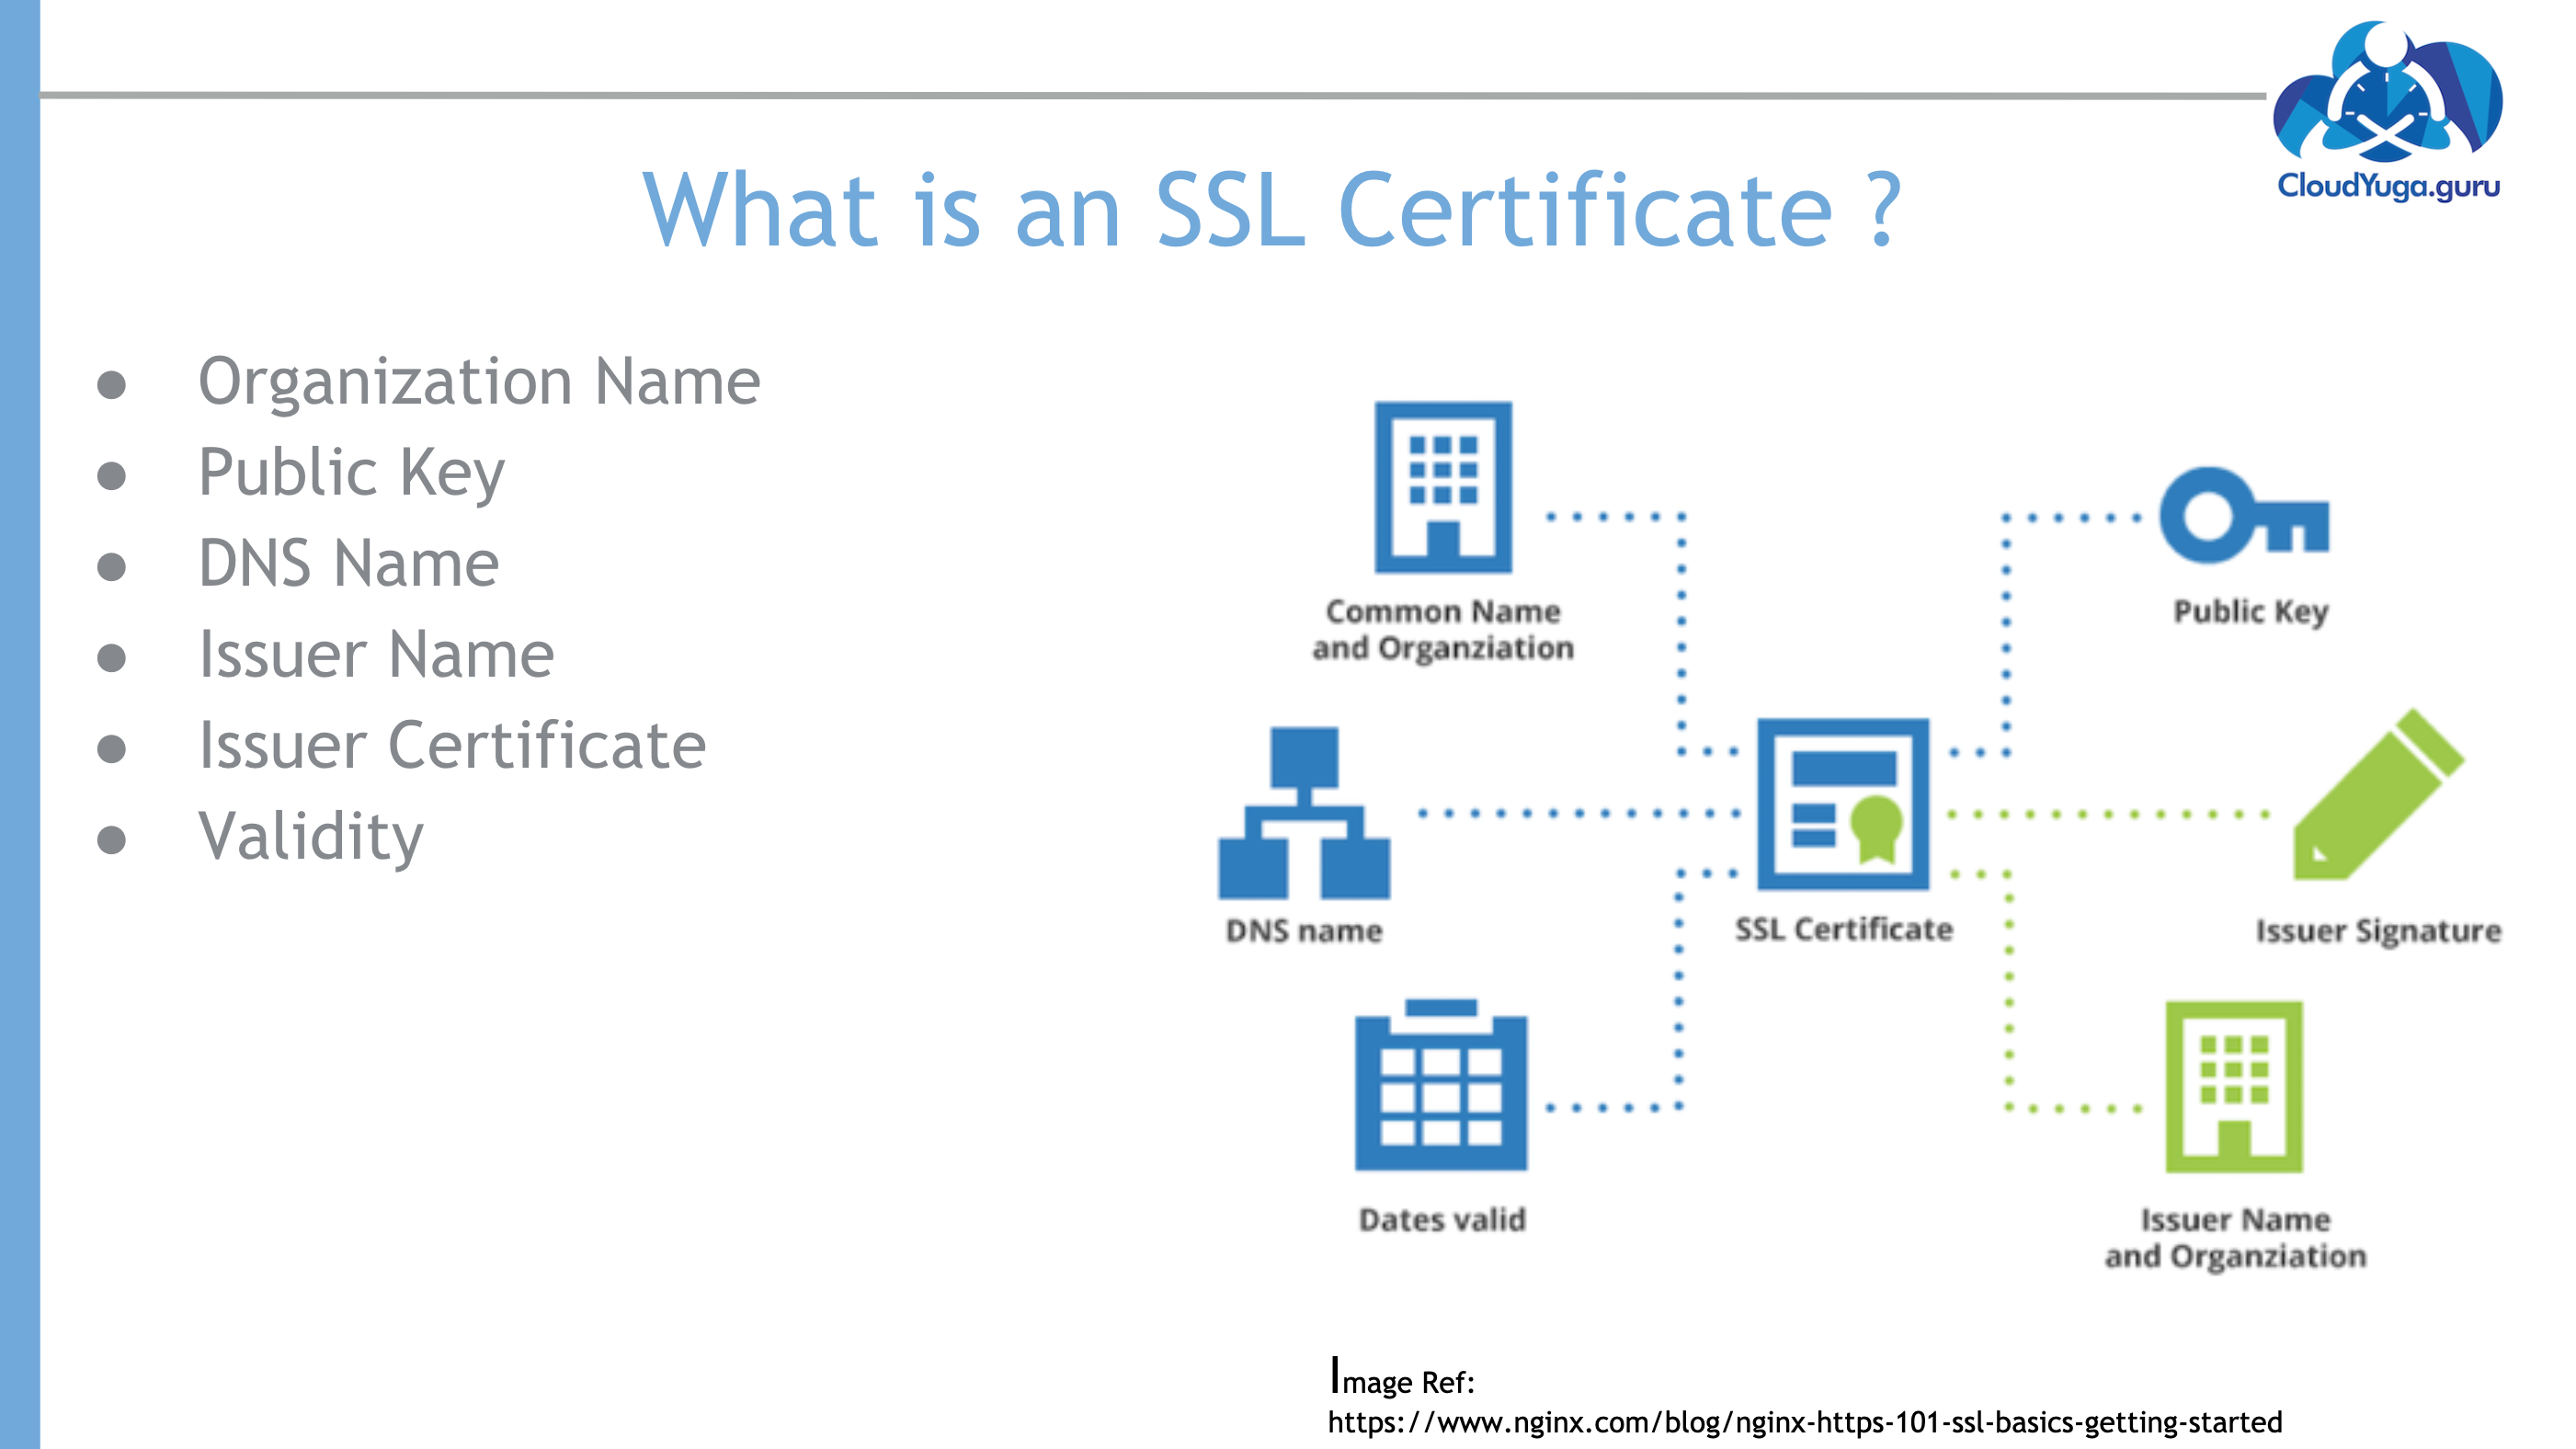 CloudYuga.guru
What is an SSL Certificate ?
● Organization Name
● Public Key
● DNS Name
● Issuer Name
● Issuer Certificate
● Validity
Common Name
and Organziation
Public Key
DNS name
SSL Certificate
Issuer Signature
Dates valid
Issuer Name
and Organziation
Image Ref:
https://www.nginx.com/blog/nginx-https-101-ssl-basics-getting-started